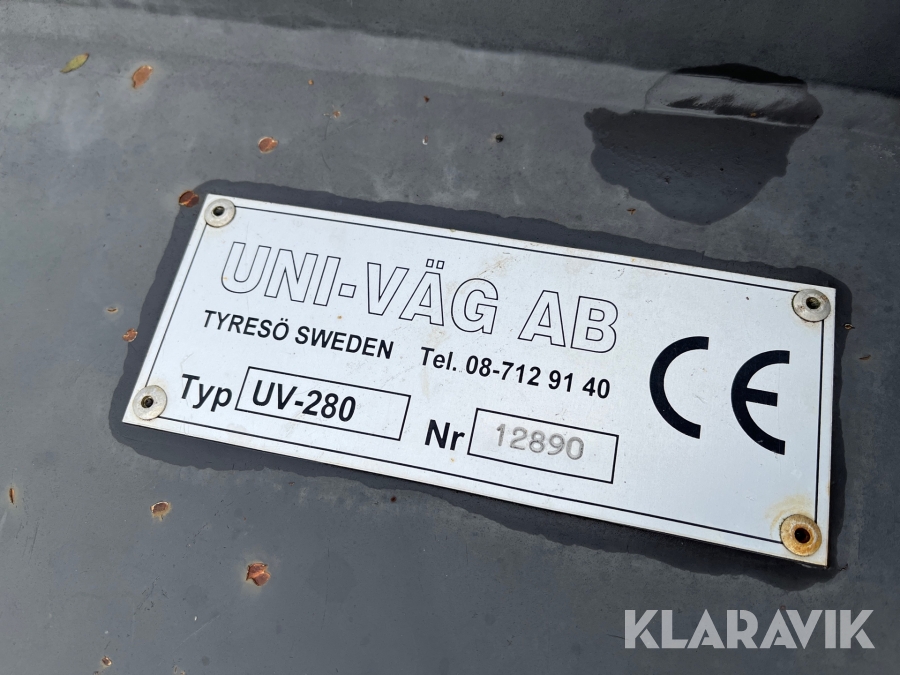 UNI-VÄG AB
TYRESÖ SWEDEN Tel. 08-712 91 40
Typ UV-280 Nr 12890
CE
KLARAVIK